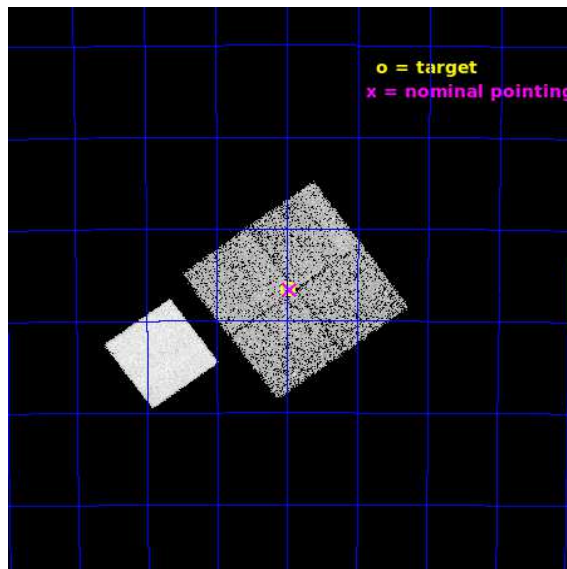 o = target
x = nominal pointing